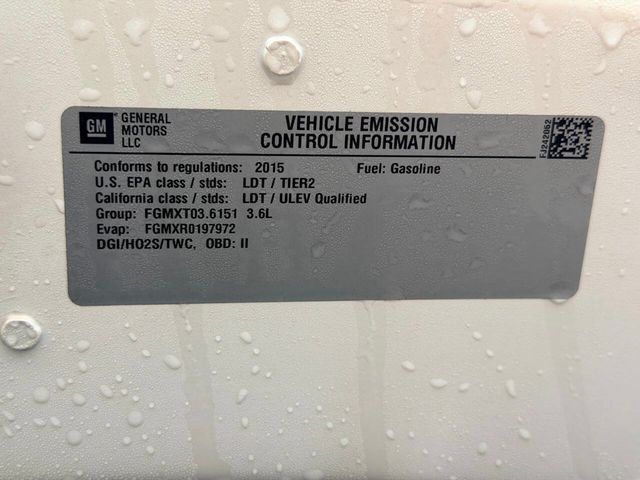 GM
GENERAL
MOTORS
LLC
VEHICLE EMISSION
CONTROL INFORMATION
FJ242052
Conforms to regulations: 2015 Fuel: Gasoline
U.S. EPA class / stds: LDT / TIER2
California class / stds: LDT / ULEV Qualified
Group: FGMXT03.6151 3.6L
Evap: FGMXR0197972
DGI/HO2S/TWC, OBD: II